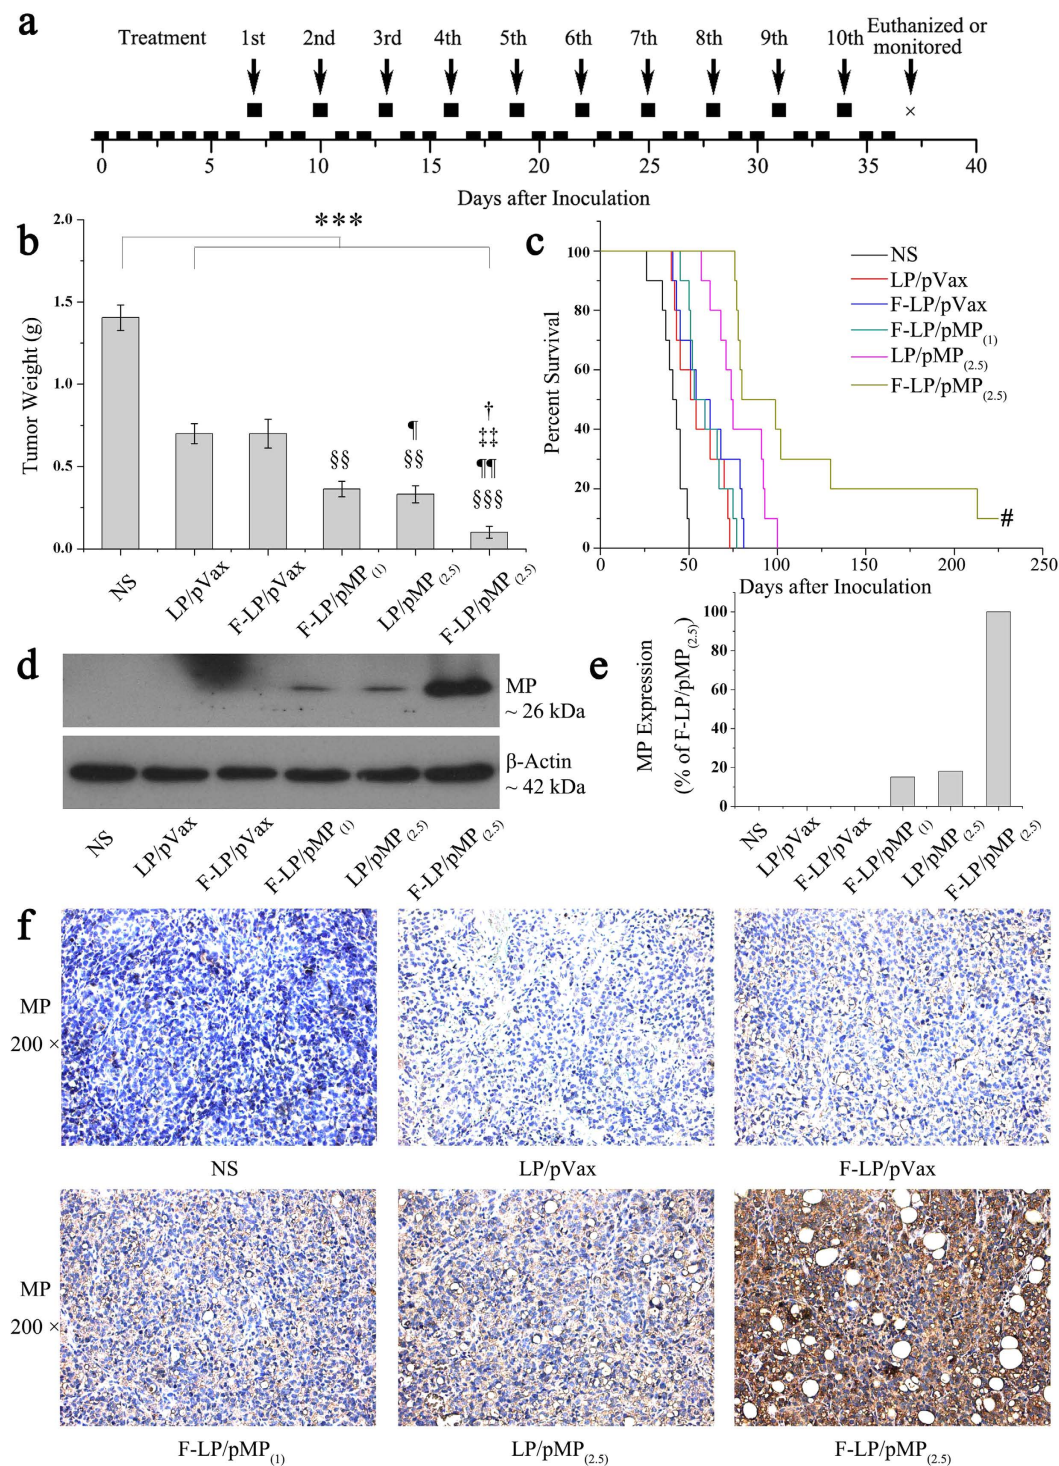 a
Treatment 1st 2nd 3rd 4th 5th 6th 7th 8th 9th 10th Euthanized or monitored
×
0 5 10 15 20 25 30 35 40
Days after Inoculation
b
***
Tumor Weight (g)
2.0
1.5
1.0
0.5
0.0
§§
¶
§§
†
‡‡
¶¶
§§§
NS
LP/pVax
F-LP/pVax
F-LP/pMP(1)
LP/pMP(2.5)
F-LP/pMP(2.5)
c
Percent Survival
100
80
60
40
20
0
NS
LP/pVax
F-LP/pVax
F-LP/pMP(1)
LP/pMP(2.5)
F-LP/pMP(2.5)
#
0 50 100 150 200 250
Days after Inoculation
d
MP
~ 26 kDa
β-Actin
~ 42 kDa
NS
LP/pVax
F-LP/pVax
F-LP/pMP(1)
LP/pMP(2.5)
F-LP/pMP(2.5)
e
MP Expression
(% of F-LP/pMP(2.5))
100
80
60
40
20
0
NS
LP/pVax
F-LP/pVax
F-LP/pMP(1)
LP/pMP(2.5)
F-LP/pMP(2.5)
f
MP
200 ×
NS
LP/pVax
F-LP/pVax
MP
200 ×
F-LP/pMP(1)
LP/pMP(2.5)
F-LP/pMP(2.5)